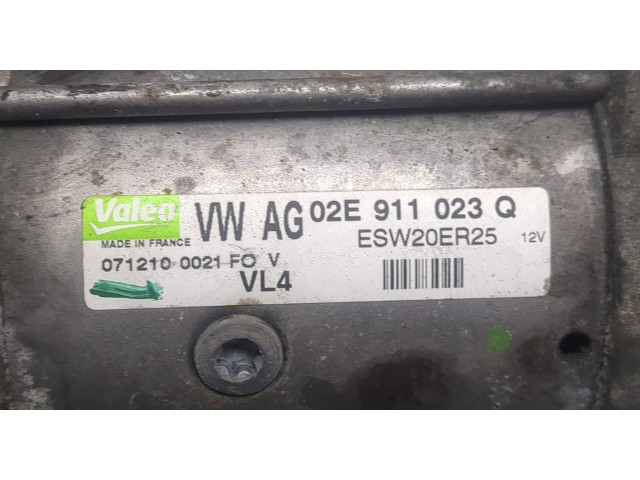 Valeo VW AG 02E 911 023 Q
MADE IN FRANCE ESW20ER25 12V
071210 0021 FO V
VL4